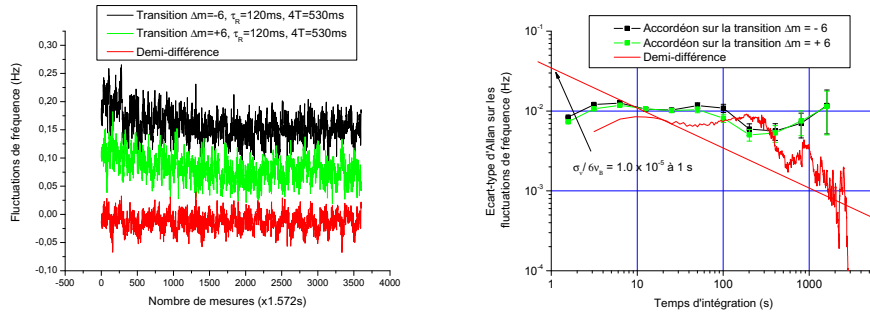 Transition Δm=-6, τR=120ms, 4T=530ms
Transition Δm=+6, τR=120ms, 4T=530ms
Demi-différence
Fluctuations de fréquence (Hz)
0,35
0,30
0,25
0,20
0,15
0,10
0,05
0,00
-0,05
0,10
-500 0 500 1000 1500 2000 2500 3000 3500 4000
Nombre de mesures (x1.572s)
Accordéon sur la transition Δm = - 6
Accordéon sur la transition Δm = + 6
Demi-différence
Ecart-type d'Allan sur les
fluctuations de fréquence (Hz)
10⁻¹
10⁻²
10⁻³
10⁻⁴
σν/ 6νB = 1.0 x 10⁻⁵ à 1 s
1 10 100 1000
Temps d'intégration (s)